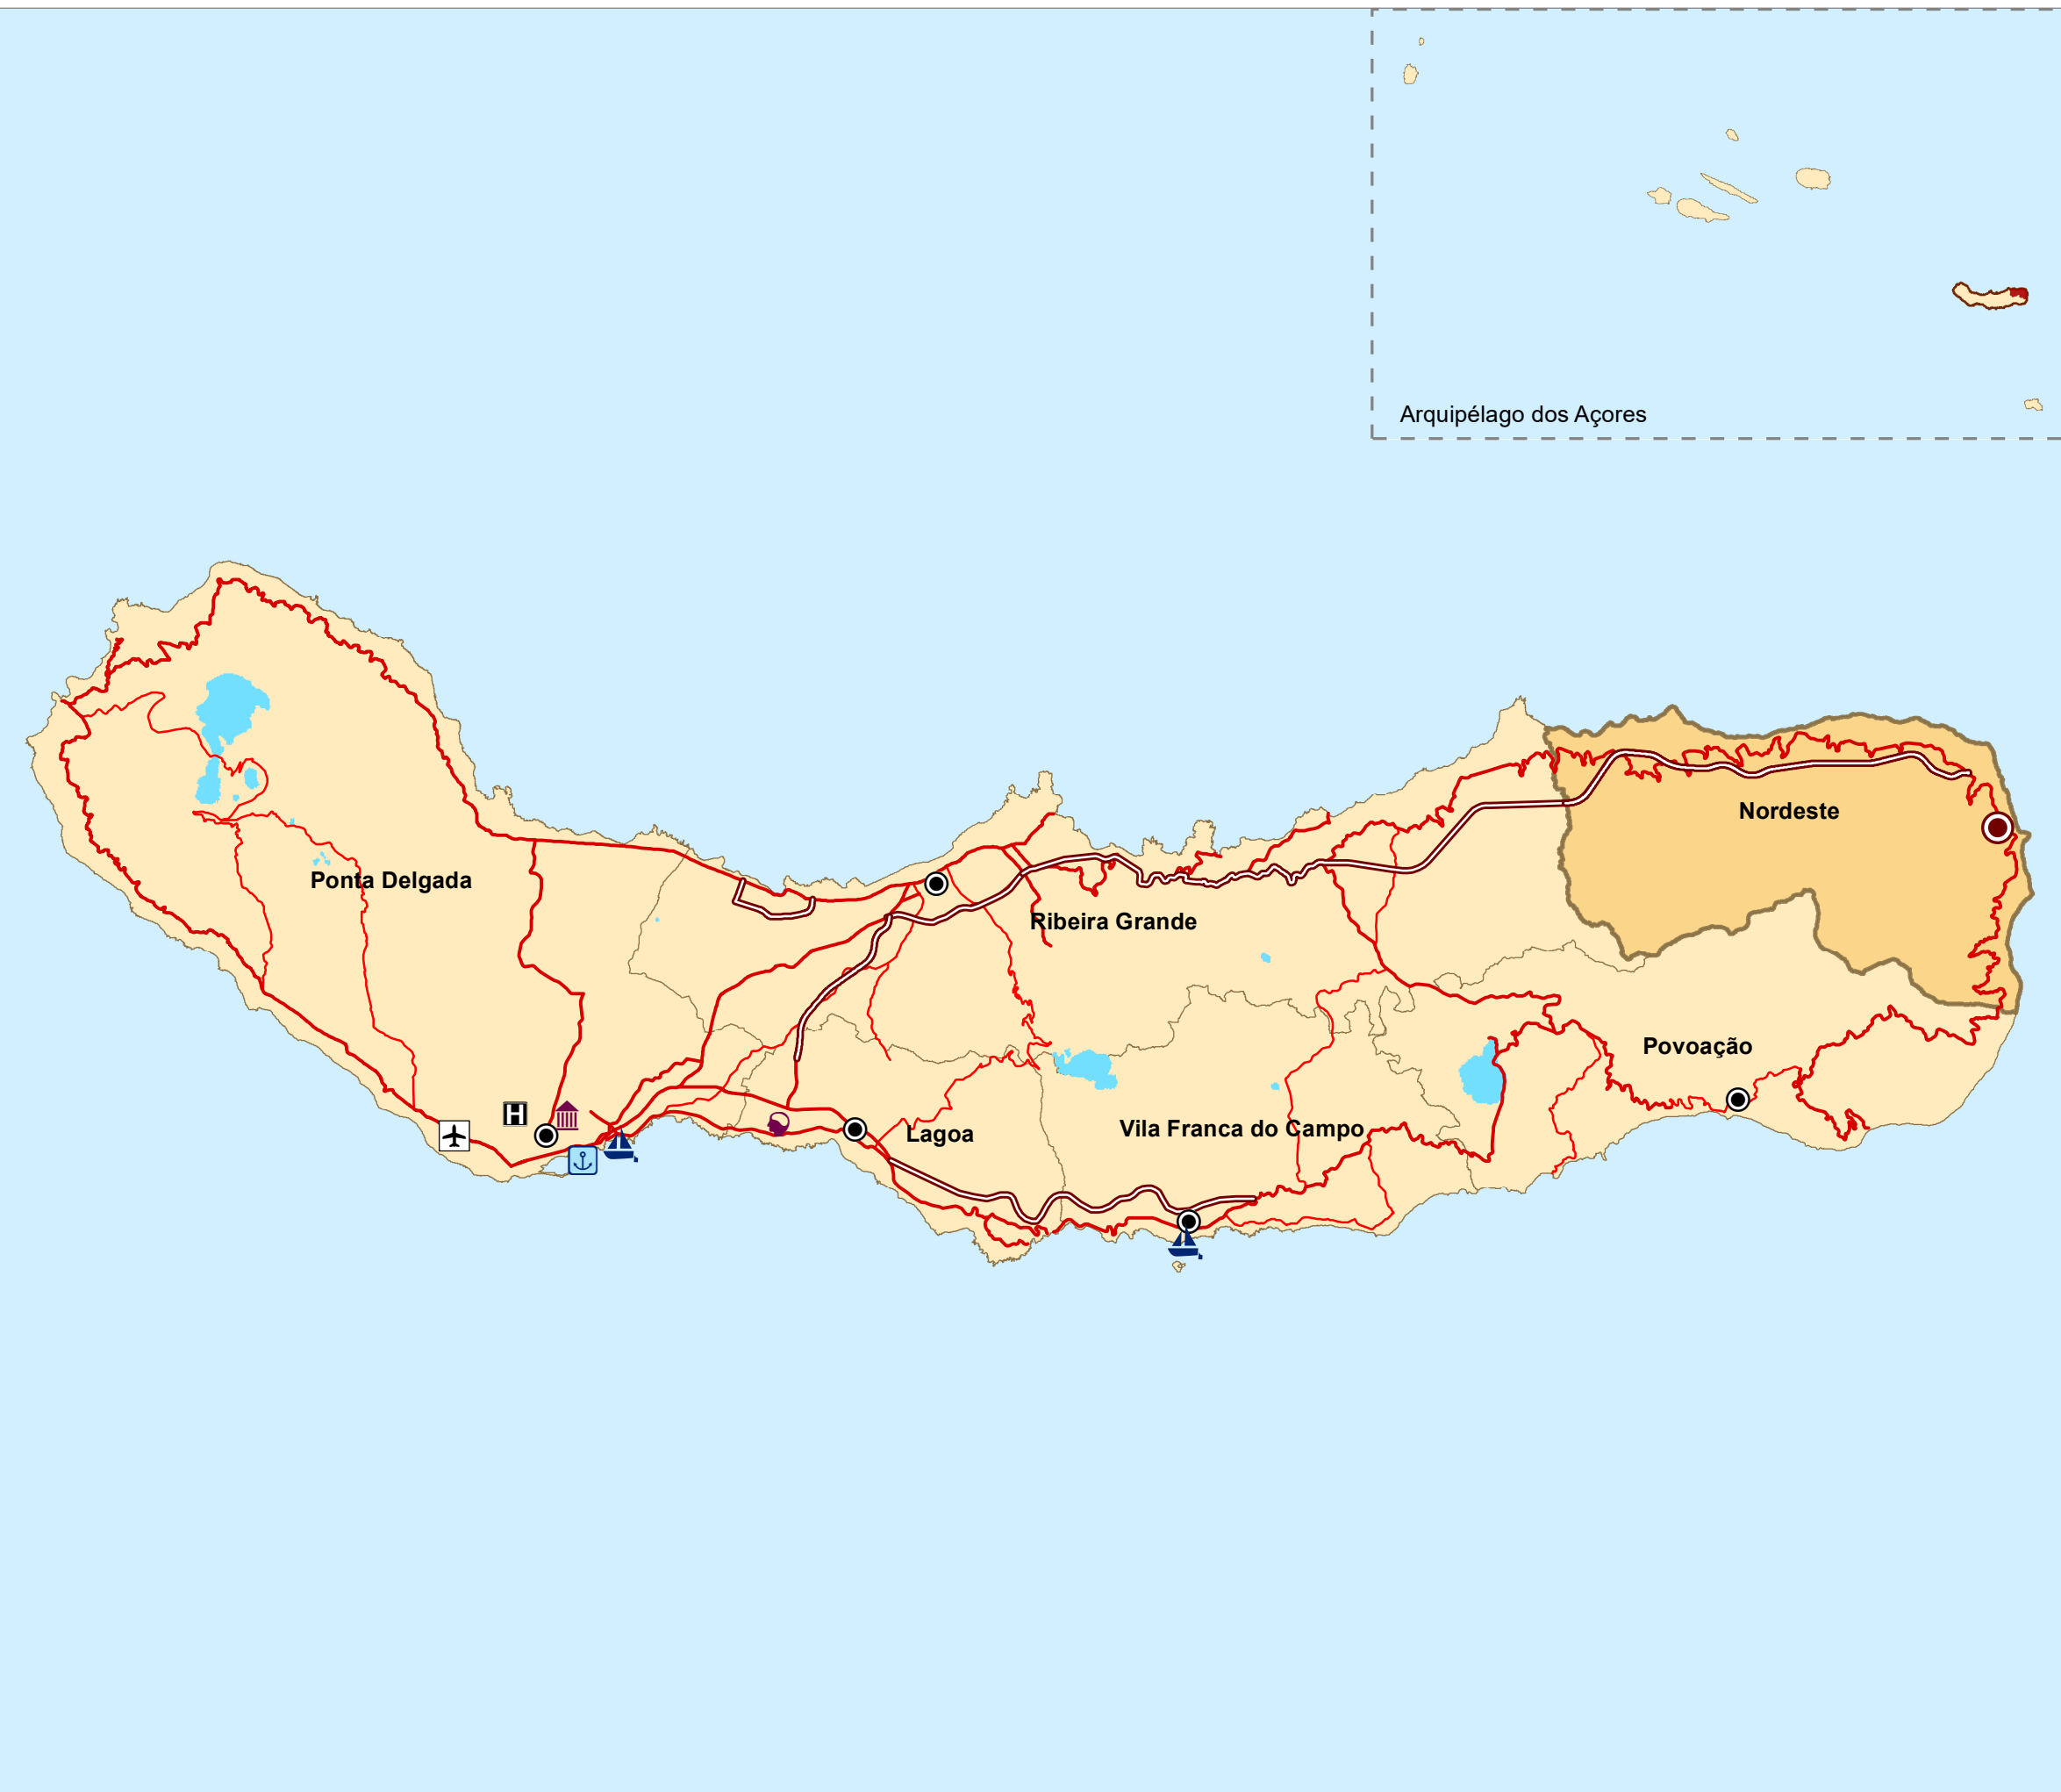 Arquipélago dos Açores
Nordeste
Ponta Delgada
Ribeira Grande
Povoação
Vila Franca do Campo
Lagoa
H